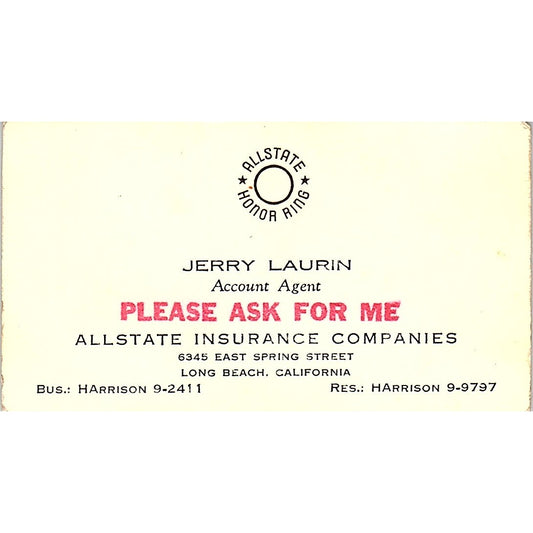 ★ ALLSTATE ★
HONOR RING
JERRY LAURIN
Account Agent
PLEASE ASK FOR ME
ALLSTATE INSURANCE COMPANIES
6345 EAST SPRING STREET
LONG BEACH, CALIFORNIA
BUS.: HARRISON 9-2411 RES.: HARRISON 9-9797